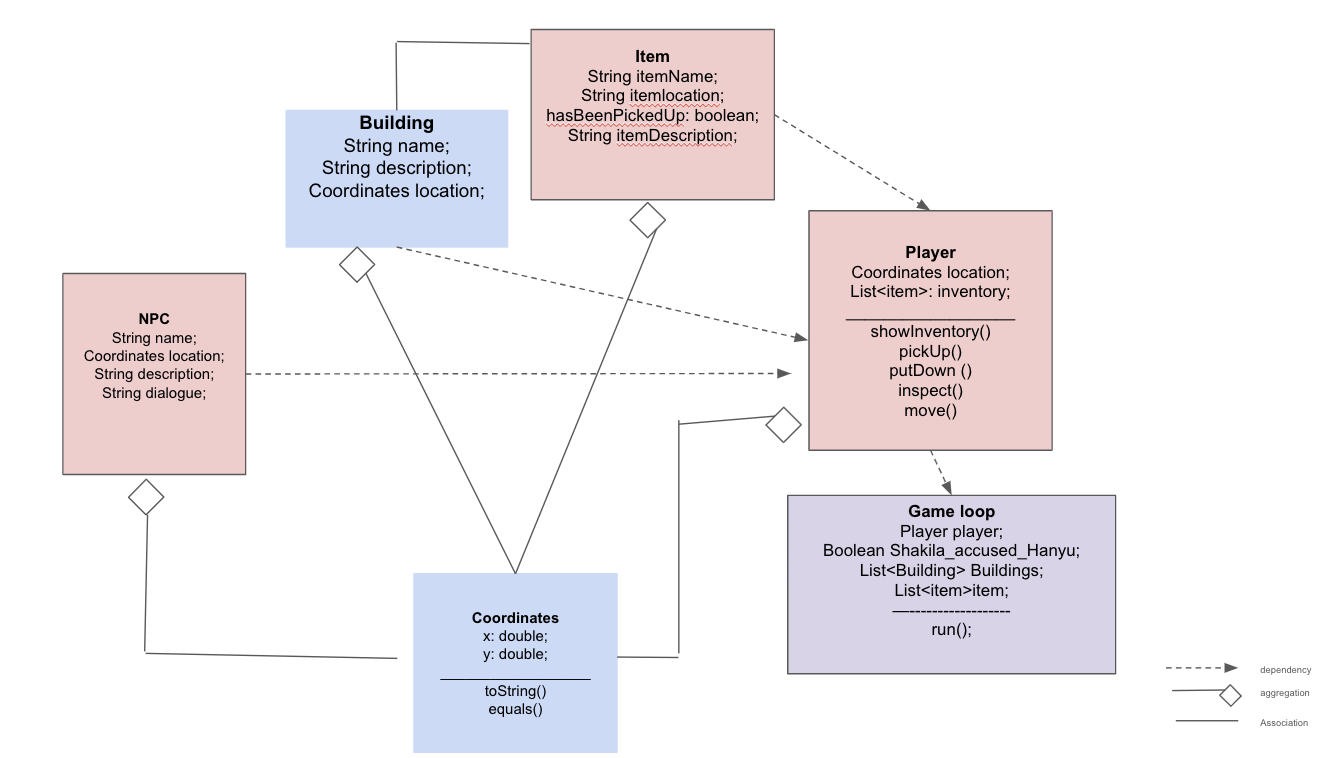 Item
String itemName;
String itemlocation;
hasBeenPickedUp: boolean;
String itemDescription;
Building
String name;
String description;
Coordinates location;
Player
Coordinates location;
List<item>: inventory;
showInventory()
pickUp()
putDown ()
inspect()
move()
NPC
String name;
Coordinates location;
String description;
String dialogue;
Game loop
Player player;
Boolean Shakila_accused_Hanyu;
List<Building> Buildings;
List<item>item;
—------------------
run();
Coordinates
x: double;
y: double;
toString()
equals()
dependency
aggregation
Association